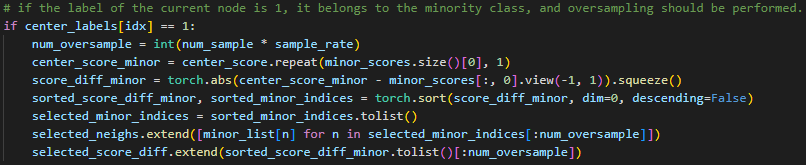 # if the label of the current node is 1, it belongs to the minority class, and oversampling should be performed.
if center_labels[idx] == 1:
    num_oversample = int(num_sample * sample_rate)
    center_score_minor = center_score.repeat(minor_scores.size()[0], 1)
    score_diff_minor = torch.abs(center_score_minor - minor_scores[:, 0].view(-1, 1)).squeeze()
    sorted_score_diff_minor, sorted_minor_indices = torch.sort(score_diff_minor, dim=0, descending=False)
    selected_minor_indices = sorted_minor_indices.tolist()
    selected_neighs.extend([minor_list[n] for n in selected_minor_indices[:num_oversample]])
    selected_score_diff.extend(sorted_score_diff_minor.tolist()[:num_oversample])